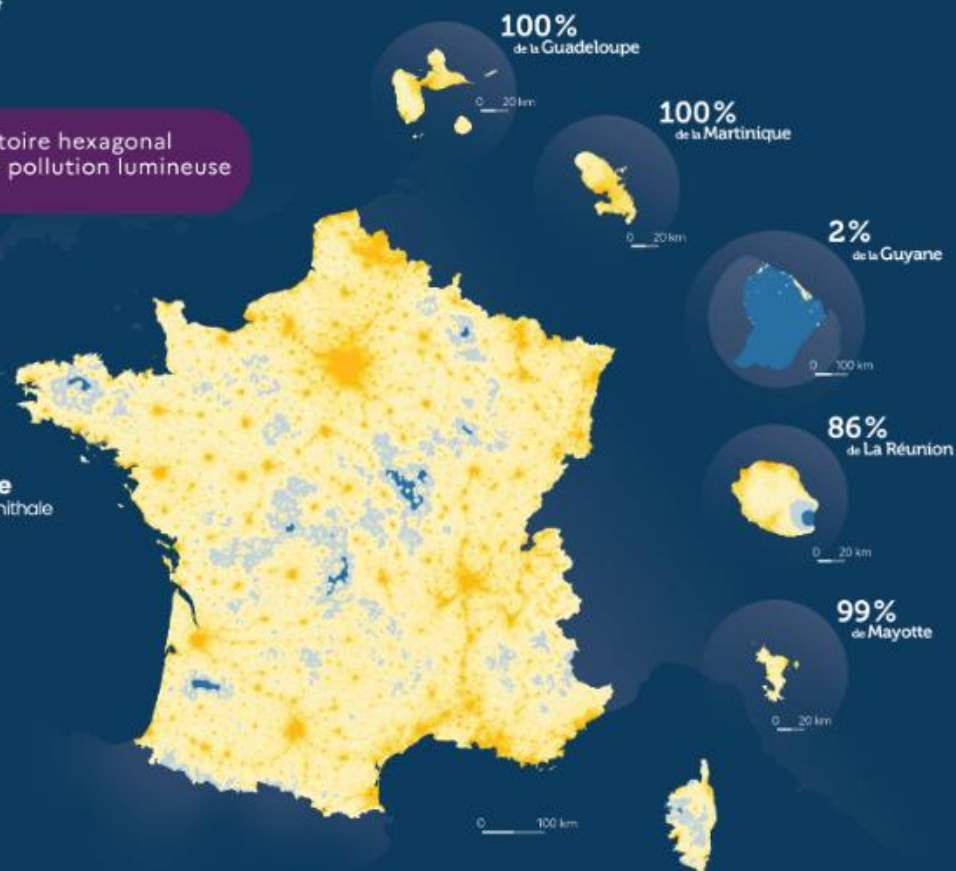 100%
de la Guadeloupe
0 20 km
toire hexagonal
pollution lumineuse
100%
de la Martinique
0 20 km
2%
de la Guyane
0 100 km
86%
de La Réunion
0 20 km
e
nithale
99%
de Mayotte
0 20 km
0 100 km